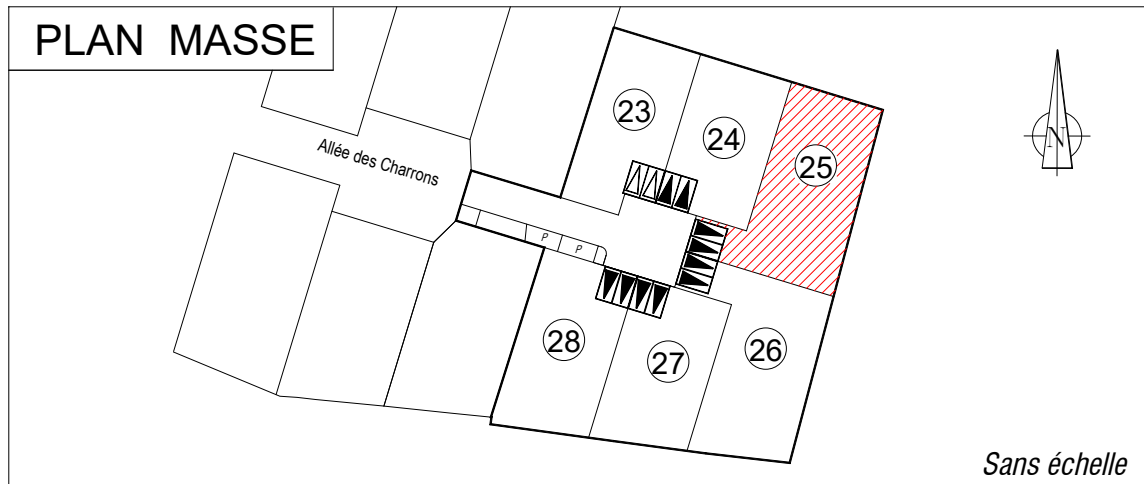 PLAN MASSE
23
24
25
N
Allée des Charrons
P P
28
27
26
Sans échelle